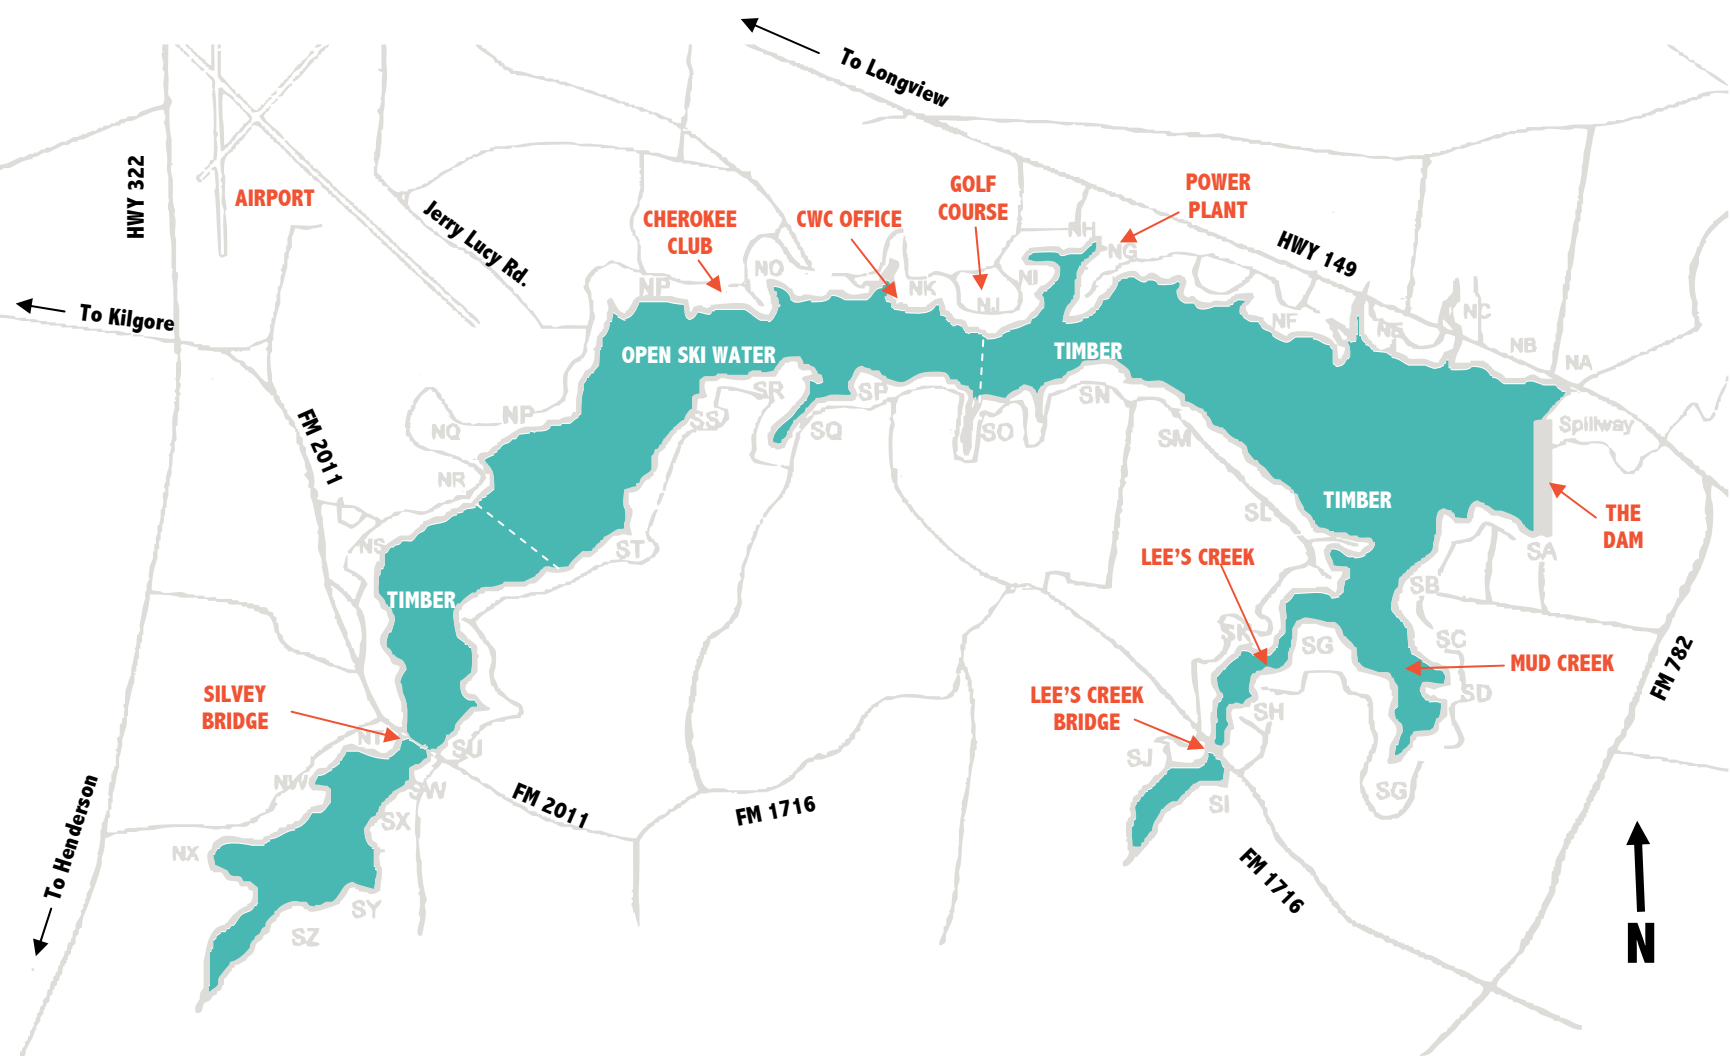 To Longview
HWY 322
AIRPORT
Jerry Lucy Rd.
CHEROKEE
CLUB
CWC OFFICE
GOLF
COURSE
POWER
PLANT
HWY 149
NH
NG
NO
NP
NK
NI
NJ
NF
NE
NC
NB
NA
To Kilgore
OPEN SKI WATER
TIMBER
SR
SP
SN
NP
NQ
SS
SQ
SO
SM
Spillway
FM 2011
NR
TIMBER
SL
THE
DAM
NS
ST
SA
LEE'S CREEK
SB
TIMBER
SK
SG
SC
MUD CREEK
FM 782
SD
SILVEY
BRIDGE
LEE'S CREEK
BRIDGE
SH
NT
SU
SJ
NW
SW
SG
SI
FM 2011
FM 1716
SX
To Henderson
NX
FM 1716
SY
SZ
N